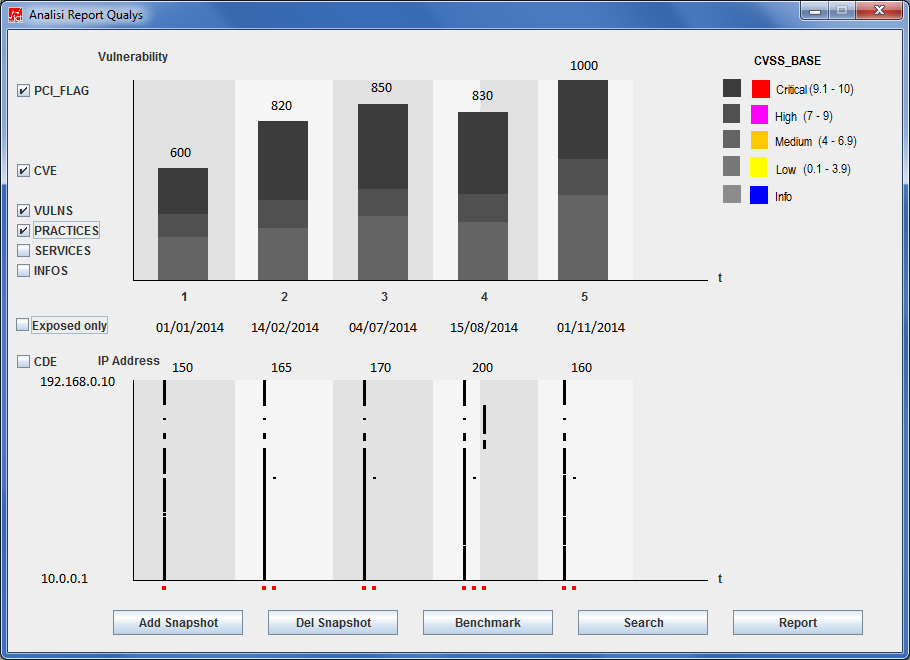 Analisi Report Qualys
Vulnerability
CVSS_BASE
1000
850
830
820
600
PCI_FLAG
CVE
VULNS
PRACTICES
SERVICES
INFOS
Critical (9.1 - 10)
High (7 - 9)
Medium (4 - 6.9)
Low (0.1 - 3.9)
Info
t
1 2 3 4 5
Exposed only
01/01/2014 14/02/2014 04/07/2014 15/08/2014 01/11/2014
CDE
IP Address
150 165 170 200 160
192.168.0.10
10.0.0.1
t
Add Snapshot Del Snapshot Benchmark Search Report